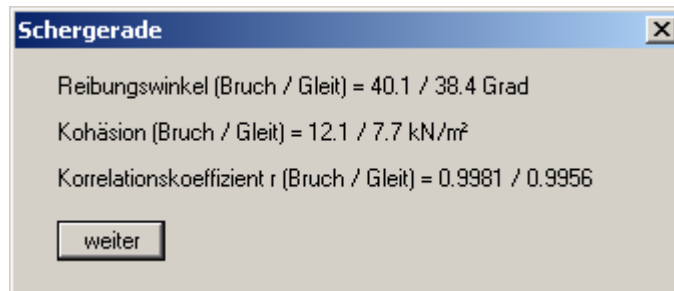 Schergerade
Reibungswinkel (Bruch / Gleit) = 40.1 / 38.4 Grad
Kohäsion (Bruch / Gleit) = 12.1 / 7.7 kN/m²
Korrelationskoeffizient r (Bruch / Gleit) = 0.9981 / 0.9956
weiter